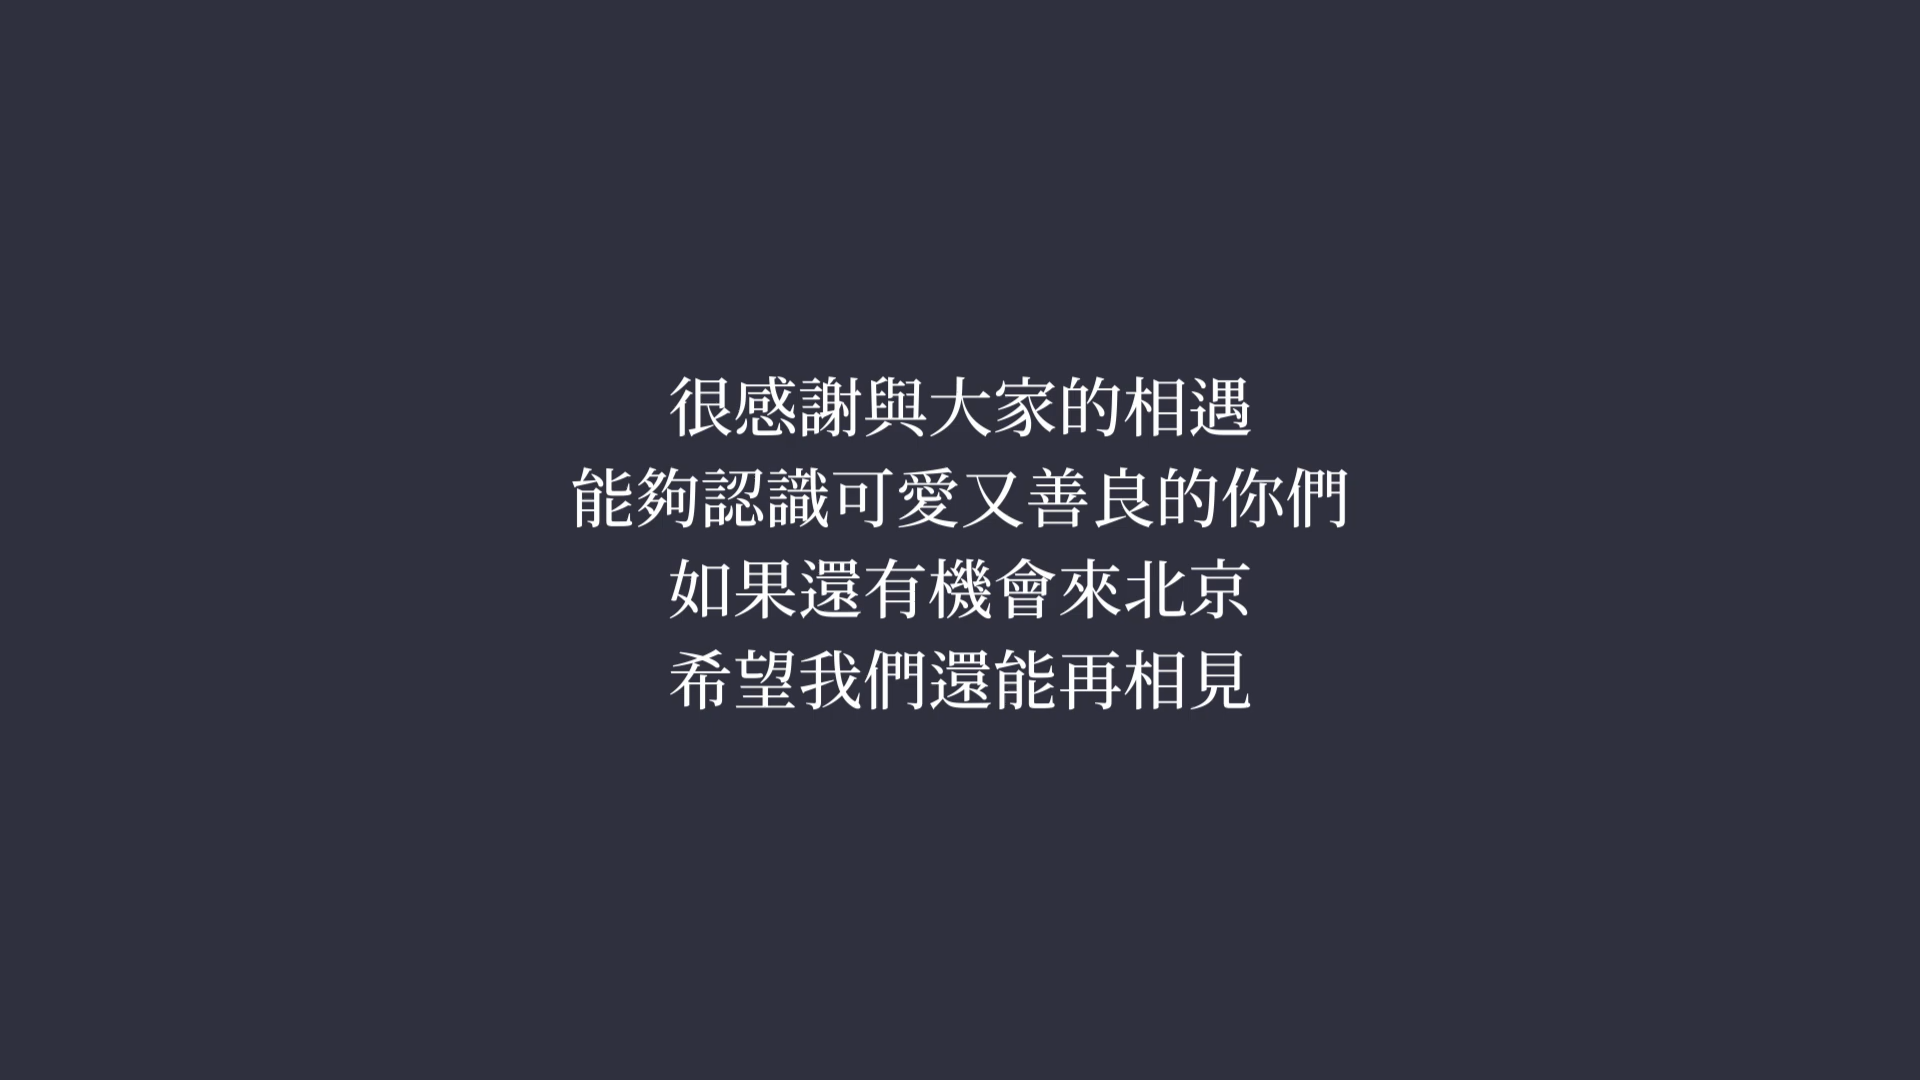 很感謝與大家的相遇
能夠認識可愛又善良的你們
如果還有機會來北京
希望我們還能再相見